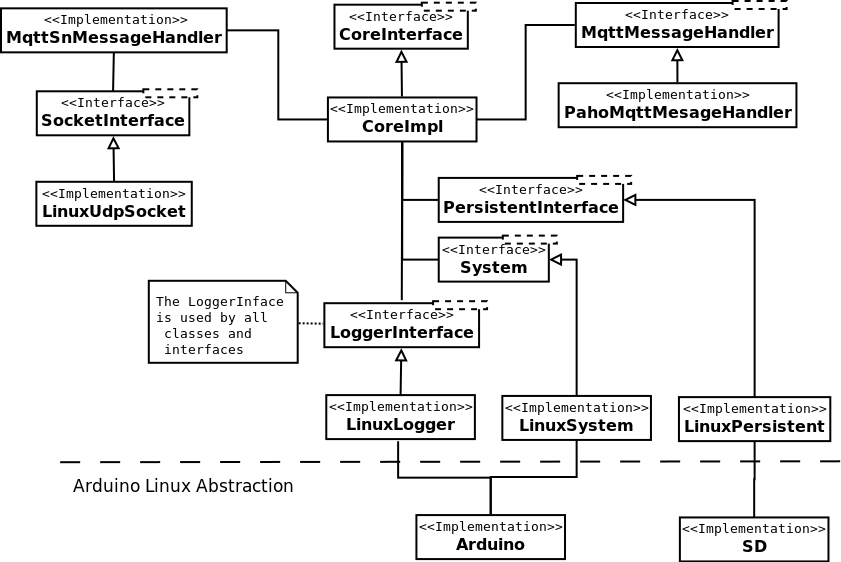 <<Implementation>>
MqttSnMessageHandler
<<Interface>>
CoreInterface
<<Interface>>
MqttMessageHandler
<<Interface>>
SocketInterface
<<Implementation>>
CoreImpl
<<Implementation>>
PahoMqttMesageHandler
<<Implementation>>
LinuxUdpSocket
<<Interface>>
PersistentInterface
<<Interface>>
System
The LoggerInface
is used by all
classes and
interfaces
<<Interface>>
LoggerInterface
<<Implementation>>
LinuxLogger
<<Implementation>>
LinuxSystem
<<Implementation>>
LinuxPersistent
Arduino Linux Abstraction
<<Implementation>>
Arduino
<<Implementation>>
SD